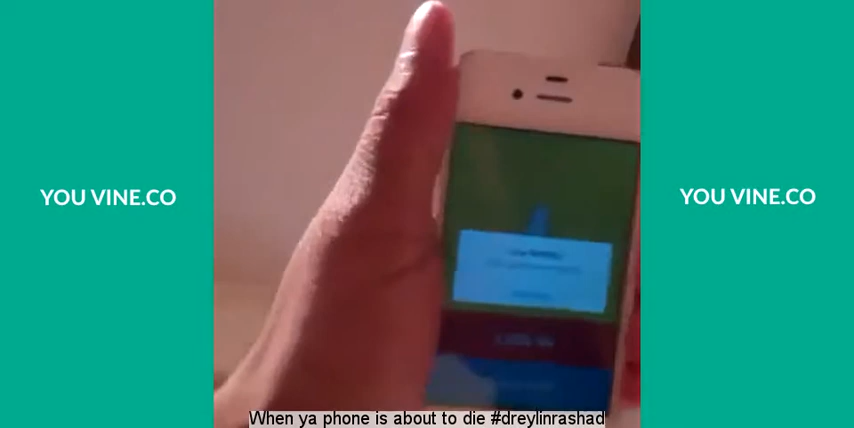 YOU VINE.CO
YOU VINE.CO
When ya phone is about to die #dreylinrashad